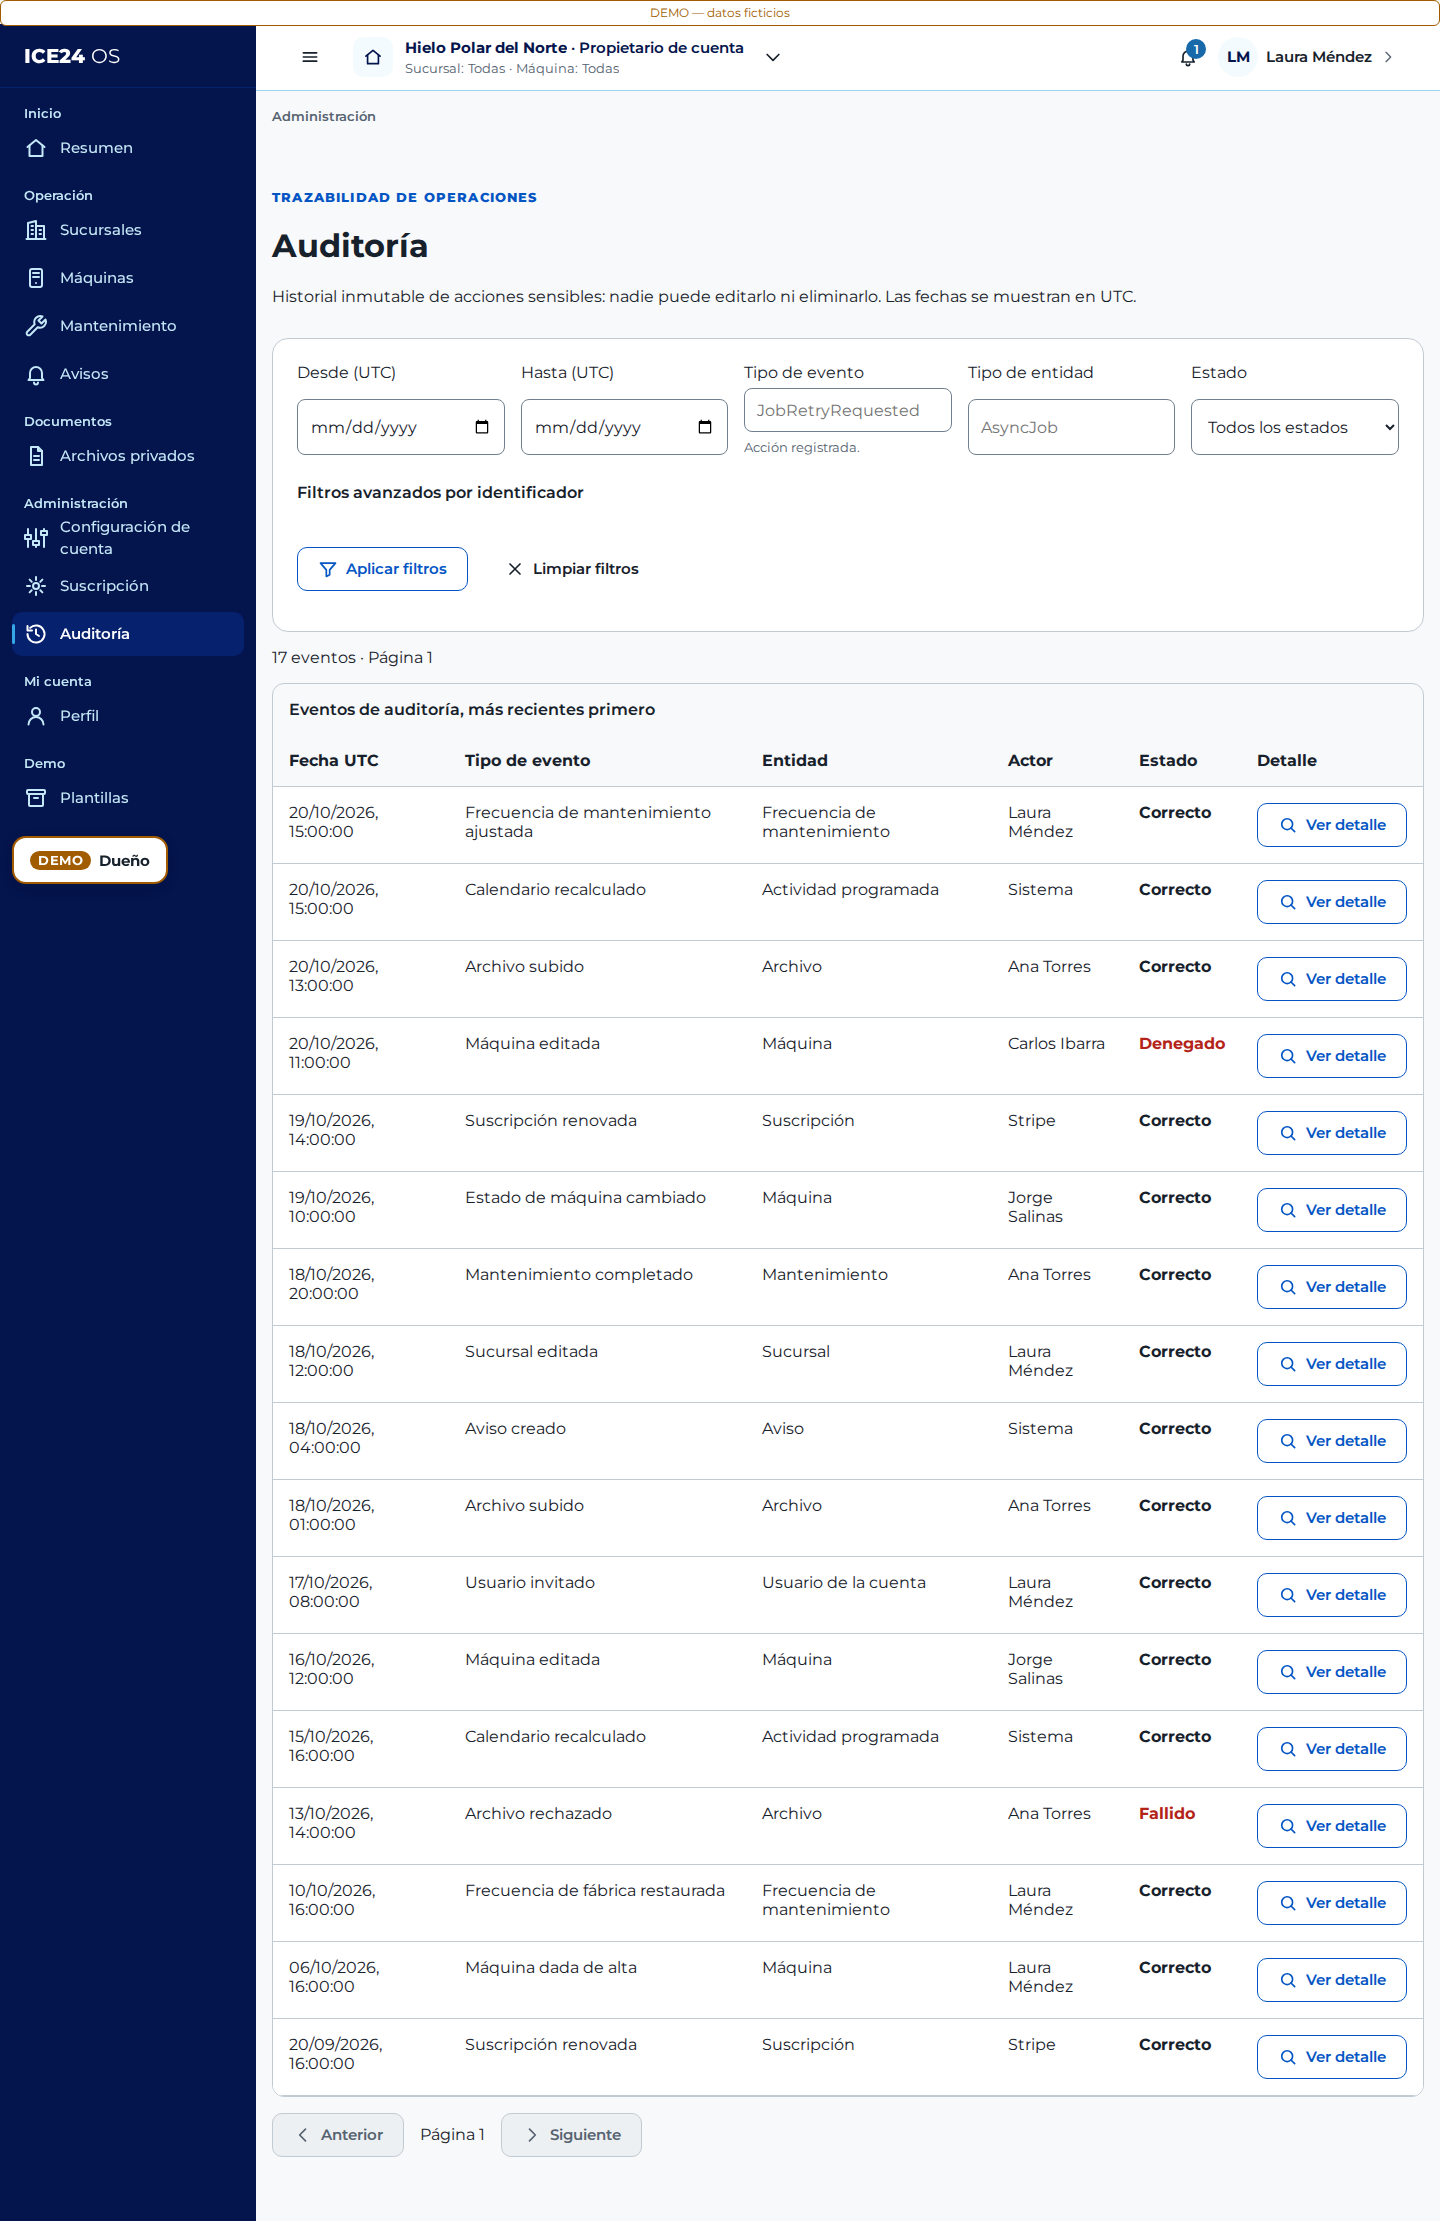 DEMO — datos ficticios
ICE24 OS
Hielo Polar del Norte · Propietario de cuenta
Sucursal: Todas · Máquina: Todas
1
LM
Laura Méndez
Inicio
Resumen
Operación
Sucursales
Máquinas
Mantenimiento
Avisos
Documentos
Archivos privados
Administración
Configuración de
cuenta
Suscripción
Auditoría
Mi cuenta
Perfil
Demo
Plantillas
DEMO Dueño
Administración
TRAZABILIDAD DE OPERACIONES
Auditoría
Historial inmutable de acciones sensibles: nadie puede editarlo ni eliminarlo. Las fechas se muestran en UTC.
Desde (UTC)
mm/dd/yyyy
Hasta (UTC)
mm/dd/yyyy
Tipo de evento
JobRetryRequested
Acción registrada.
Tipo de entidad
AsyncJob
Estado
Todos los estados
Filtros avanzados por identificador
Aplicar filtros
Limpiar filtros
17 eventos · Página 1
Eventos de auditoría, más recientes primero
Fecha UTC Tipo de evento Entidad Actor Estado Detalle
20/10/2026, Frecuencia de mantenimiento Frecuencia de Laura Correcto Ver detalle
15:00:00 ajustada mantenimiento Méndez
20/10/2026, Calendario recalculado Actividad programada Sistema Correcto Ver detalle
15:00:00
20/10/2026, Archivo subido Archivo Ana Torres Correcto Ver detalle
13:00:00
20/10/2026, Máquina editada Máquina Carlos Ibarra Denegado Ver detalle
11:00:00
19/10/2026, Suscripción renovada Suscripción Stripe Correcto Ver detalle
14:00:00
19/10/2026, Estado de máquina cambiado Máquina Jorge Correcto Ver detalle
10:00:00 Salinas
18/10/2026, Mantenimiento completado Mantenimiento Ana Torres Correcto Ver detalle
20:00:00
18/10/2026, Sucursal editada Sucursal Laura Correcto Ver detalle
12:00:00 Méndez
18/10/2026, Aviso creado Aviso Sistema Correcto Ver detalle
04:00:00
18/10/2026, Archivo subido Archivo Ana Torres Correcto Ver detalle
01:00:00
17/10/2026, Usuario invitado Usuario de la cuenta Laura Correcto Ver detalle
08:00:00 Méndez
16/10/2026, Máquina editada Máquina Jorge Correcto Ver detalle
12:00:00 Salinas
15/10/2026, Calendario recalculado Actividad programada Sistema Correcto Ver detalle
16:00:00
13/10/2026, Archivo rechazado Archivo Ana Torres Fallido Ver detalle
14:00:00
10/10/2026, Frecuencia de fábrica restaurada Frecuencia de Laura Correcto Ver detalle
16:00:00 mantenimiento Méndez
06/10/2026, Máquina dada de alta Máquina Laura Correcto Ver detalle
16:00:00 Méndez
20/09/2026, Suscripción renovada Suscripción Stripe Correcto Ver detalle
16:00:00
Anterior Página 1 Siguiente